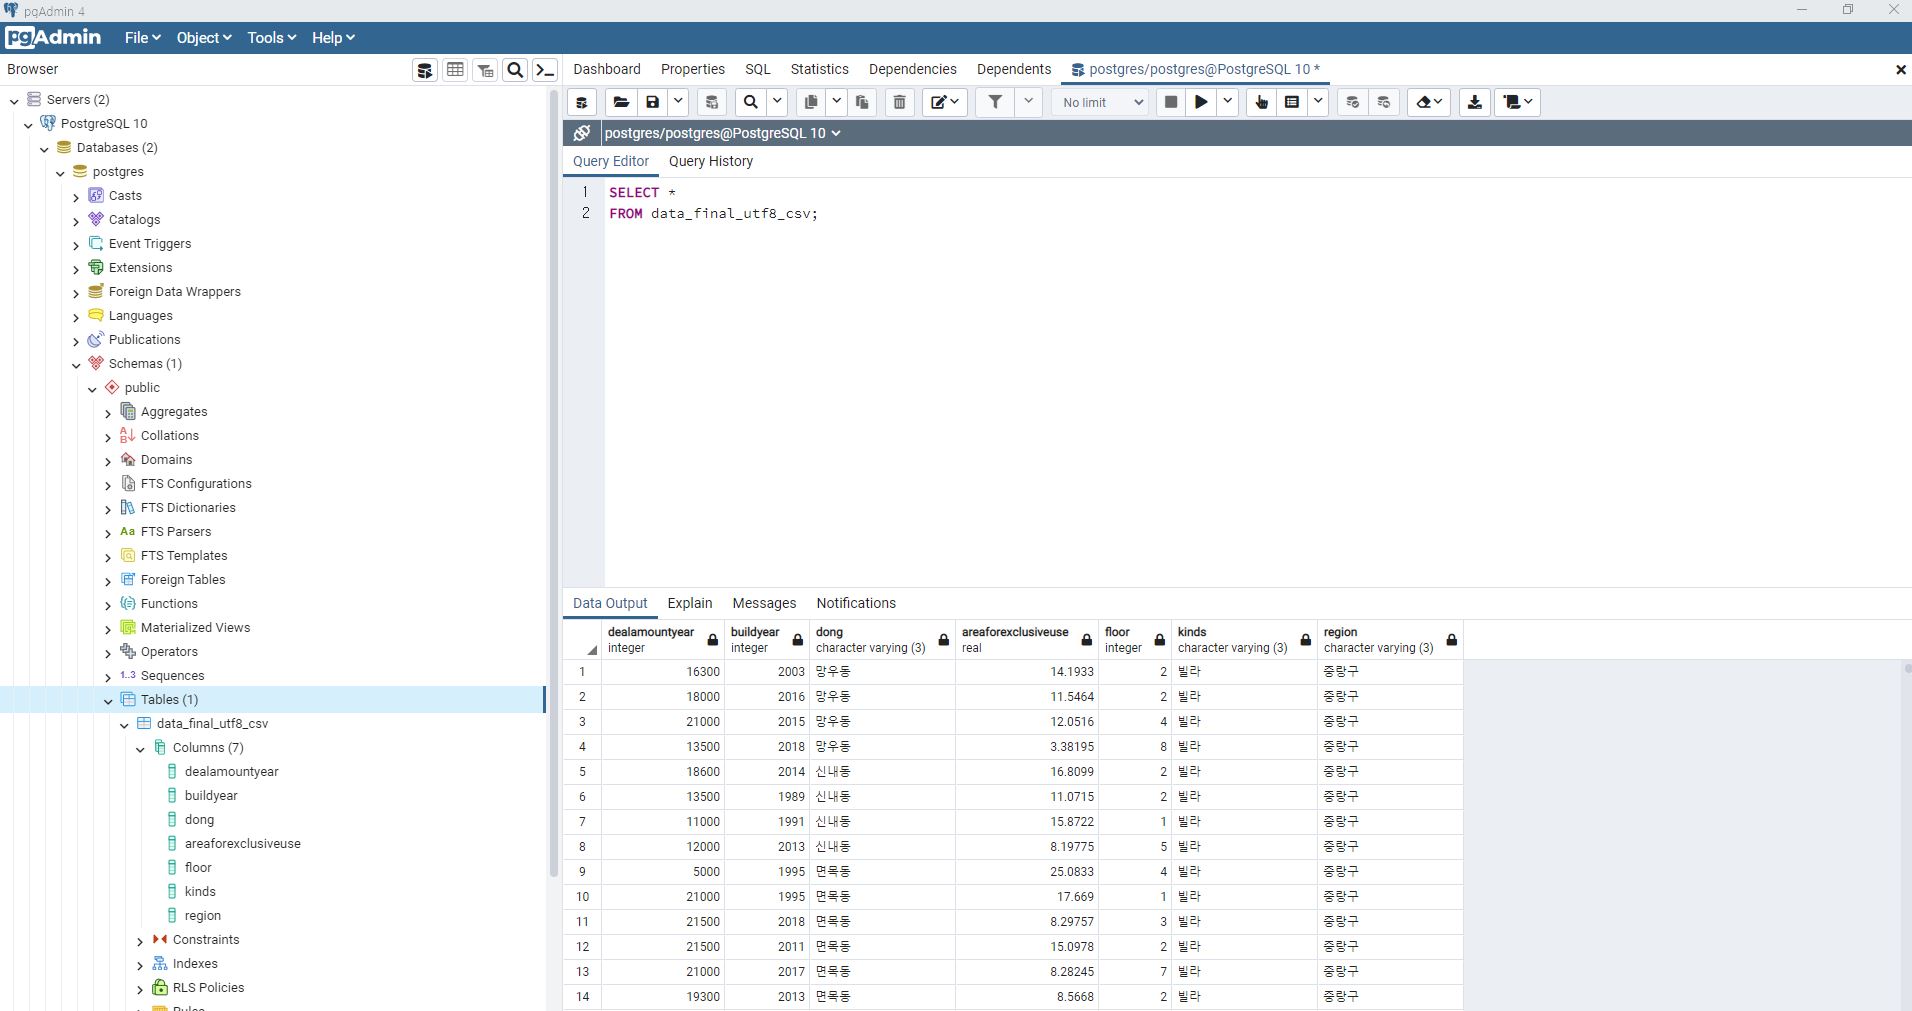 pgAdmin 4
pgAdmin File Object Tools Help
Browser
Servers (2)
PostgreSQL 10
Databases (2)
postgres
Casts
Catalogs
Event Triggers
Extensions
Foreign Data Wrappers
Languages
Publications
Schemas (1)
public
Aggregates
Collations
Domains
FTS Configurations
FTS Dictionaries
Aa FTS Parsers
FTS Templates
Foreign Tables
Functions
Materialized Views
Operators
1..3 Sequences
Tables (1)
data_final_utf8_csv
Columns (7)
dealamountyear
buildyear
dong
areaforexclusiveuse
floor
kinds
region
Constraints
Indexes
RLS Policies
Rules
Dashboard Properties SQL Statistics Dependencies Dependents postgres/postgres@PostgreSQL 10 *
No limit
postgres/postgres@PostgreSQL 10
Query Editor Query History
1 SELECT *
2 FROM data_final_utf8_csv;
Data Output Explain Messages Notifications
dealamountyear buildyear dong areaforexclusiveuse floor kinds region
integer integer character varying (3) real integer character varying (3) character varying (3)
1 16300 2003 망우동 14.1933 2 빌라 중랑구
2 18000 2016 망우동 11.5464 2 빌라 중랑구
3 21000 2015 망우동 12.0516 4 빌라 중랑구
4 13500 2018 망우동 3.38195 8 빌라 중랑구
5 18600 2014 신내동 16.8099 2 빌라 중랑구
6 13500 1989 신내동 11.0715 2 빌라 중랑구
7 11000 1991 신내동 15.8722 1 빌라 중랑구
8 12000 2013 신내동 8.19775 5 빌라 중랑구
9 5000 1995 면목동 25.0833 4 빌라 중랑구
10 21000 1995 면목동 17.669 1 빌라 중랑구
11 21500 2018 면목동 8.29757 3 빌라 중랑구
12 21500 2011 면목동 15.0978 2 빌라 중랑구
13 21000 2017 면목동 8.28245 7 빌라 중랑구
14 19300 2013 면목동 8.5668 2 빌라 중랑구